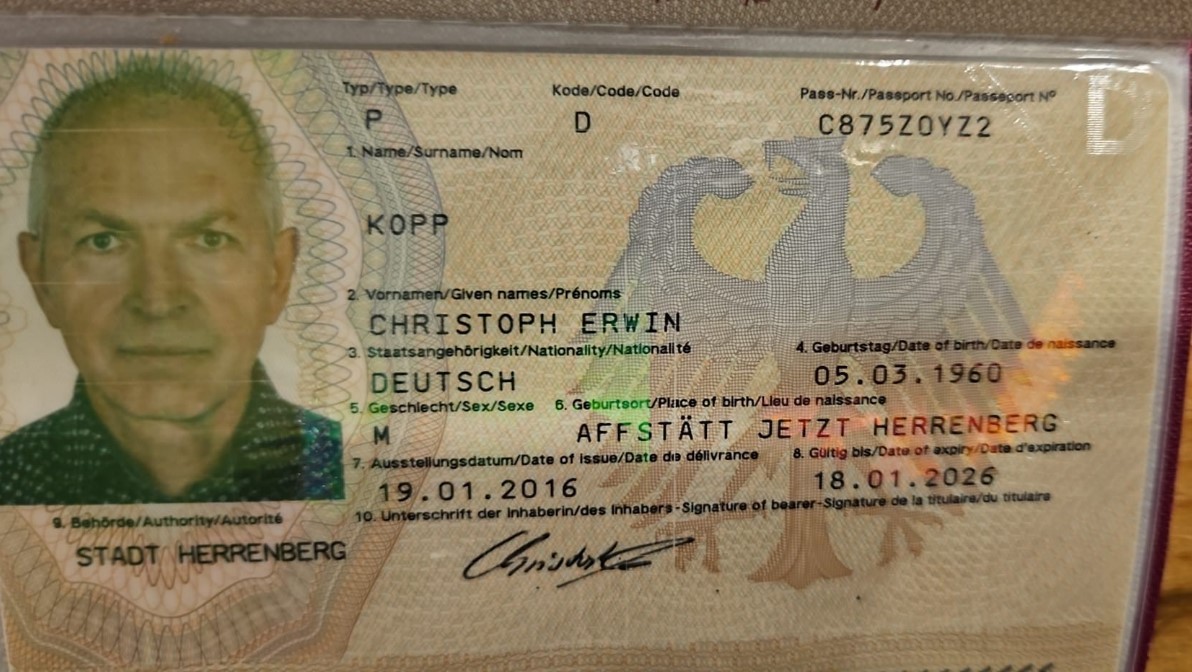 Typ/Type/Type Kode/Code/Code Pass-Nr./Passport No./Passeport Nº
P D C875Z0YZ2
D
1. Name/Surname/Nom
KOPP
2. Vornamen/Given names/Prénoms
CHRISTOPH ERWIN
3. Staatsangehörigkeit/Nationality/Nationalité 4. Geburtstag/Date of birth/Date de naissance
DEUTSCH 05.03.1960
5. Geschlecht/Sex/Sexe 6. Geburtsort/Place of birth/Lieu de naissance
M AFFSTÄTT JETZT HERRENBERG
7. Ausstellungsdatum/Date of issue/Date de délivrance 8. Gültig bis/Date of expiry/Date d'expiration
19.01.2016 18.01.2026
9. Behörde/Authority/Autorité 10. Unterschrift der Inhaberin/des Inhabers-Signature of bearer-Signature de la titulaire/du titulaire
STADT HERRENBERG